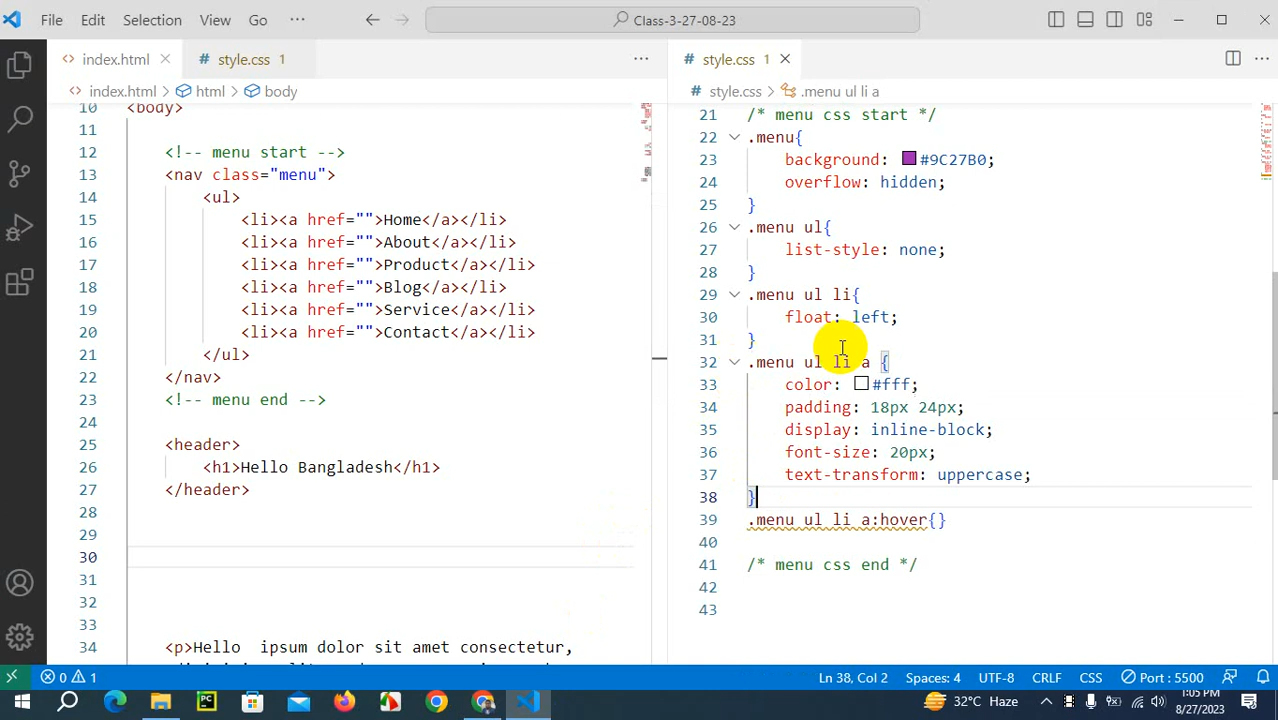 File Edit Selection View Go ··· Class-3-27-08-23
index.html style.css 1 ···
index.html > html > body
10 <body>
11
12 <!-- menu start -->
13 <nav class="menu">
14 <ul>
15 <li><a href="">Home</a></li>
16 <li><a href="">About</a></li>
17 <li><a href="">Product</a></li>
18 <li><a href="">Blog</a></li>
19 <li><a href="">Service</a></li>
20 <li><a href="">Contact</a></li>
21 </ul>
22 </nav>
23 <!-- menu end -->
24
25 <header>
26 <h1>Hello Bangladesh</h1>
27 </header>
28
29
30
31
32
33
34 <p>Hello  ipsum dolor sit amet consectetur,
style.css 1 ···
style.css > .menu ul li a
21 /* menu css start */
22 .menu{
23 background: #9C27B0;
24 overflow: hidden;
25 }
26 .menu ul{
27 list-style: none;
28 }
29 .menu ul li{
30 float: left;
31 }
32 .menu ul li a {
33 color: #fff;
34 padding: 18px 24px;
35 display: inline-block;
36 font-size: 20px;
37 text-transform: uppercase;
38 }
39 .menu ul li a:hover{}
40
41 /* menu css end */
42
43
0 1 Ln 38, Col 2 Spaces: 4 UTF-8 CRLF CSS Port : 5500
PC 32°C Haze 1:05 PM
8/27/2023